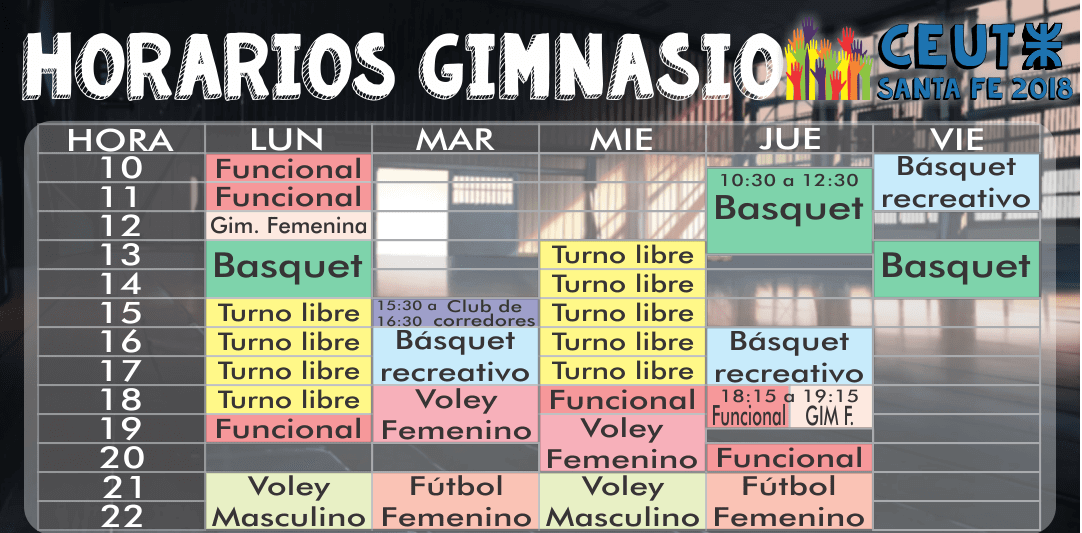 HORARIOS GIMNASIO
CEUT
SANTA FE 2018
HORA LUN MAR MIE JUE VIE
10 Funcional Básquet
11 Funcional 10:30 a 12:30 Basquet recreativo
12 Gim. Femenina
13 Basquet Turno libre Basquet
14 Turno libre
15 Turno libre 15:30 a 16:30 Club de corredores Turno libre
16 Turno libre Básquet Turno libre Básquet
17 Turno libre recreativo Turno libre recreativo
18 Turno libre Voley Funcional 18:15 a 19:15
19 Funcional Femenino Voley Funcional GIM F.
20 Femenino Funcional
21 Voley Fútbol Voley Fútbol
22 Masculino Femenino Masculino Femenino